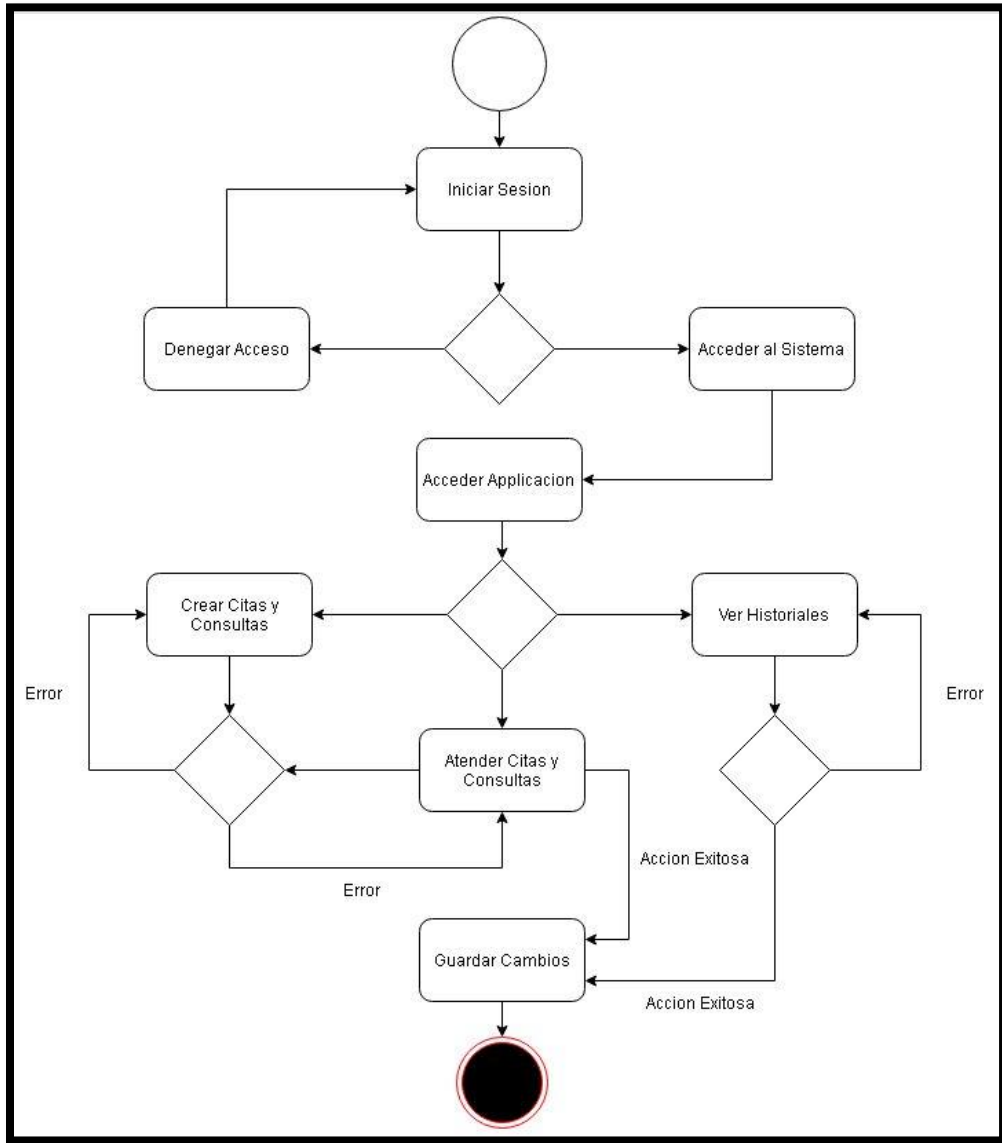 Iniciar Sesion
Denegar Acceso
Acceder al Sistema
Acceder Applicacion
Crear Citas y
Consultas
Ver Historiales
Error
Error
Atender Citas y
Consultas
Accion Exitosa
Error
Guardar Cambios
Accion Exitosa